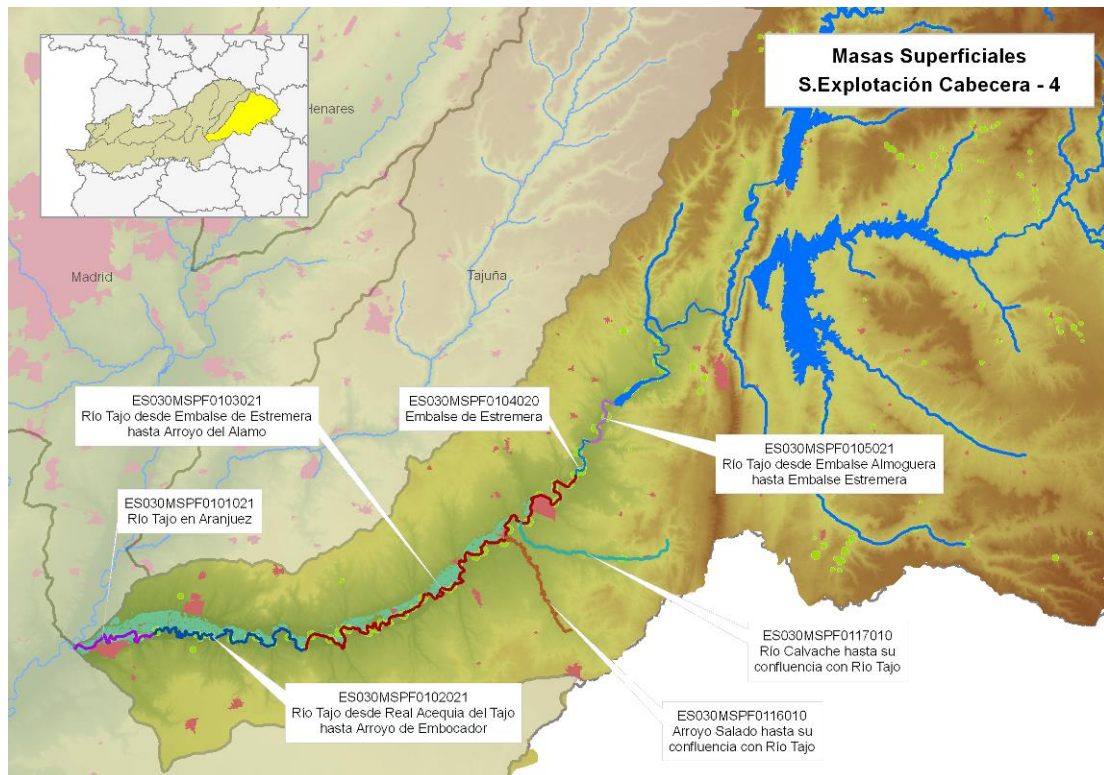 Masas Superficiales
S.Explotación Cabecera - 4
Henares
Madrid
Tajuña
ES030MSPF0103021
Río Tajo desde Embalse de Estremera
hasta Arroyo del Alamo
ES030MSPF0104020
Embalse de Estremera
ES030MSPF0105021
Río Tajo desde Embalse Almoguera
hasta Embalse Estremera
ES030MSPF0101021
Río Tajo en Aranjuez
ES030MSPF0117010
Río Calvache hasta su
confluencia con Río Tajo
ES030MSPF0102021
Río Tajo desde Real Acequia del Tajo
hasta Arroyo de Embocador
ES030MSPF0116010
Arroyo Salado hasta su
confluencia con Río Tajo